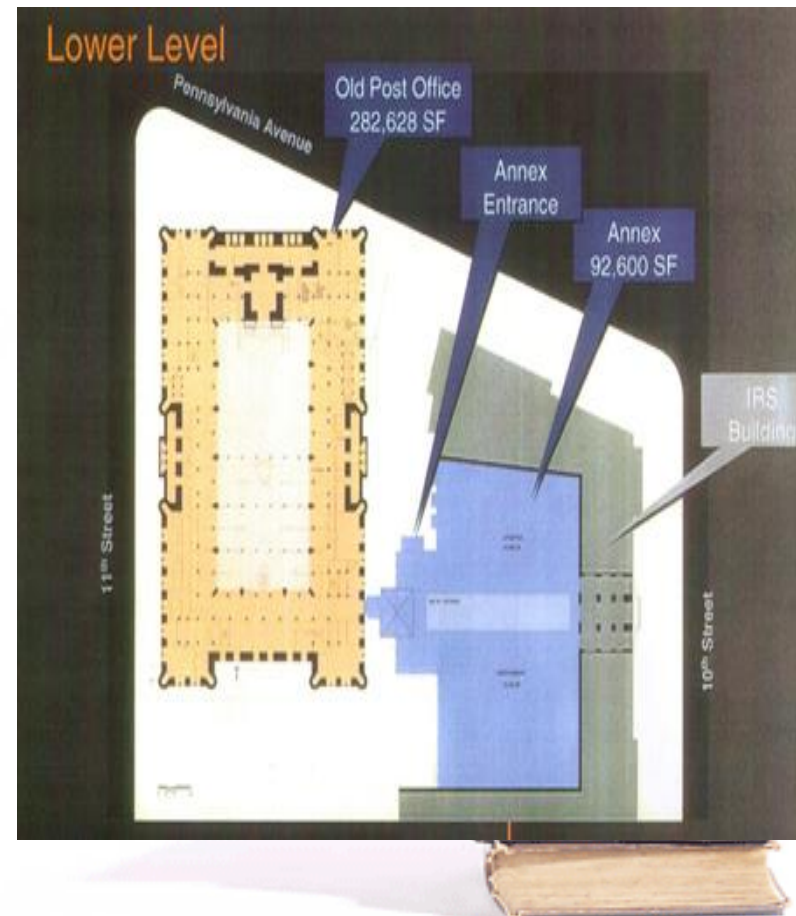 Lower Level
Pennsylvania Avenue
Old Post Office
282,628 SF
Annex
Entrance
Annex
92,600 SF
IRS
Building
11th Street
10th Street